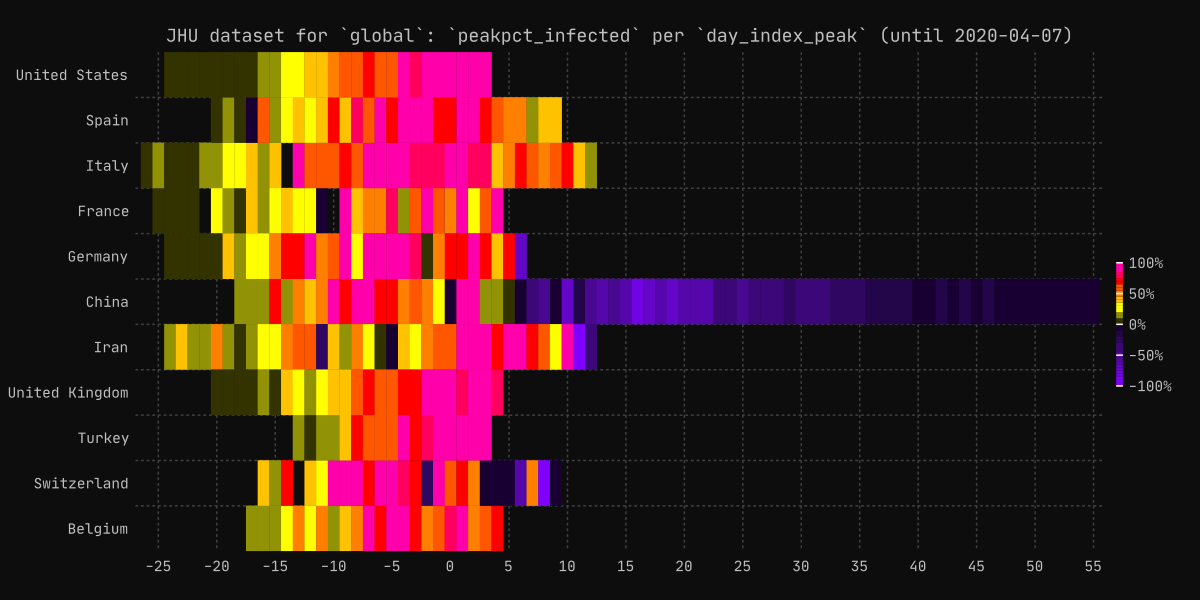 JHU dataset for `global`: `peakpct_infected` per `day_index_peak` (until 2020-04-07)
United States
Spain
Italy
France
Germany
China
Iran
United Kingdom
Turkey
Switzerland
Belgium
100%
50%
0%
−50%
−100%
−25 −20 −15 −10 −5 0 5 10 15 20 25 30 35 40 45 50 55